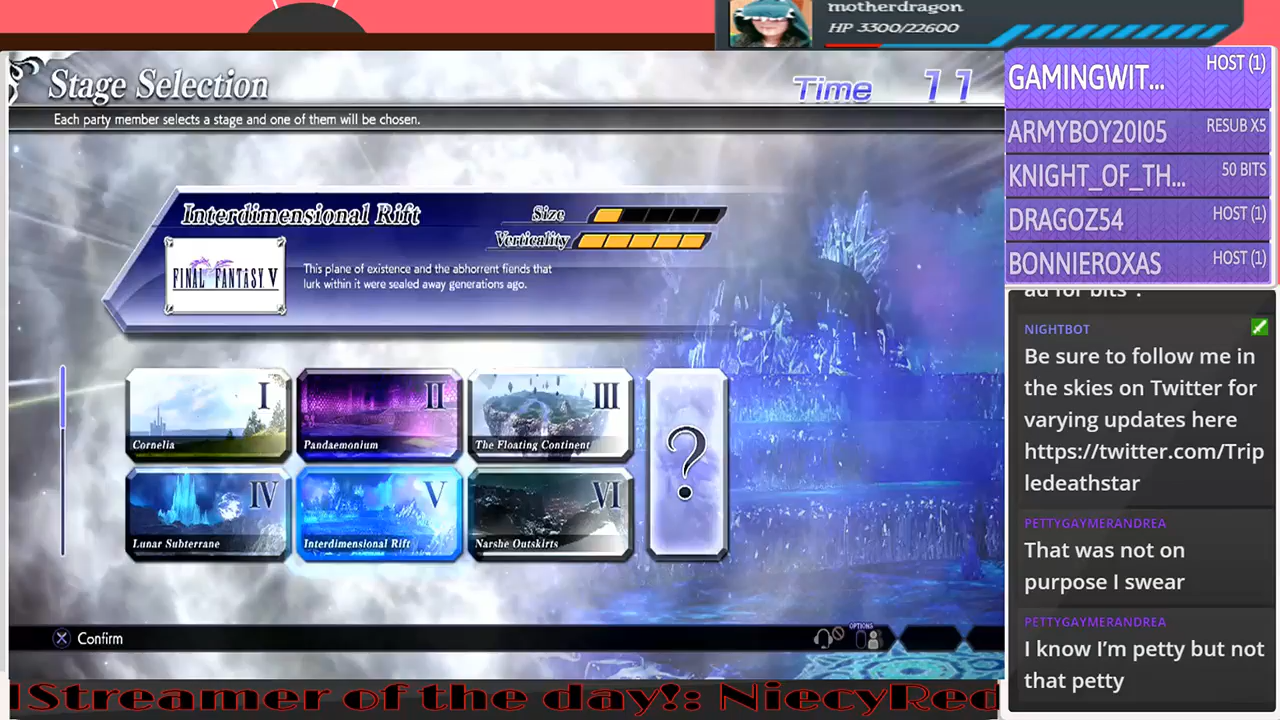 motherdragon
HP 3300/22600
Stage Selection
Time 11
Each party member selects a stage and one of them will be chosen.
Interdimensional Rift
Size
Verticality
FINAL FANTASY V
This plane of existence and the abhorrent fiends that
lurk within it were sealed away generations ago.
I
Cornelia
II
Pandaemonium
III
The Floating Continent
?
IV
Lunar Subterrane
V
Interdimensional Rift
VI
Narshe Outskirts
Confirm
OPTIONS
GAMINGWIT... HOST (1)
ARMYBOY20105 RESUB X5
KNIGHT_OF_TH... 50 BITS
DRAGOZ54 HOST (1)
BONNIEROXAS HOST (1)
ad for bits".
NIGHTBOT
Be sure to follow me in
the skies on Twitter for
varying updates here
https://twitter.com/Trip
ledeathstar
PETTYGAYMERANDREA
That was not on
purpose I swear
PETTYGAYMERANDREA
I know I'm petty but not
that petty
Streamer of the day!: NiecyRed